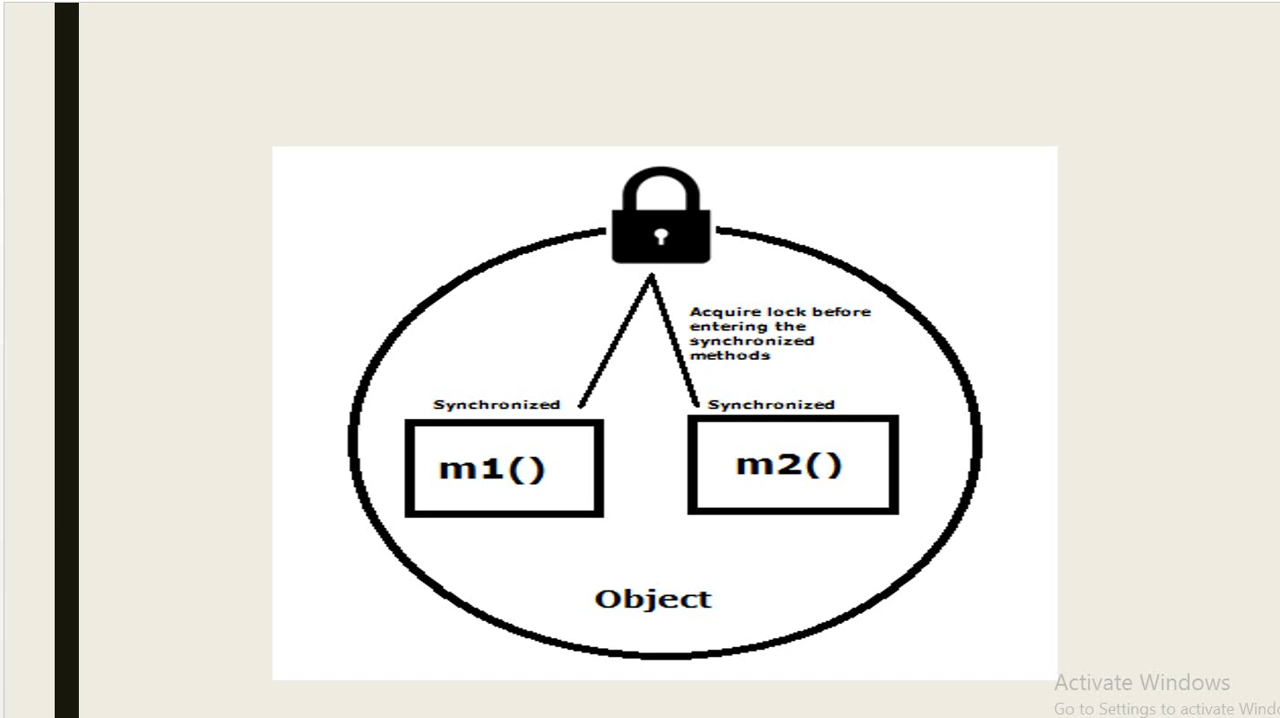 Acquire lock before
entering the
synchronized
methods
Synchronized
Synchronized
m1()
m2()
Object
Activate Windows
Go to Settings to activate